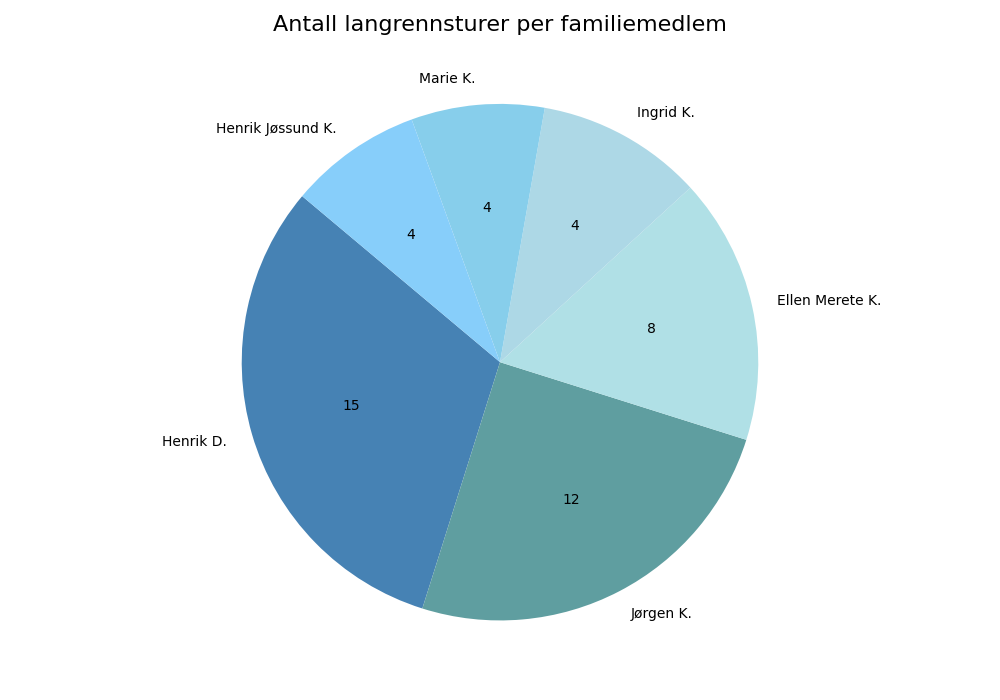 Antall langrennsturer per familiemedlem
Marie K.
Ingrid K.
Henrik Jøssund K.
4
4
4
Ellen Merete K.
8
15
Henrik D.
12
Jørgen K.